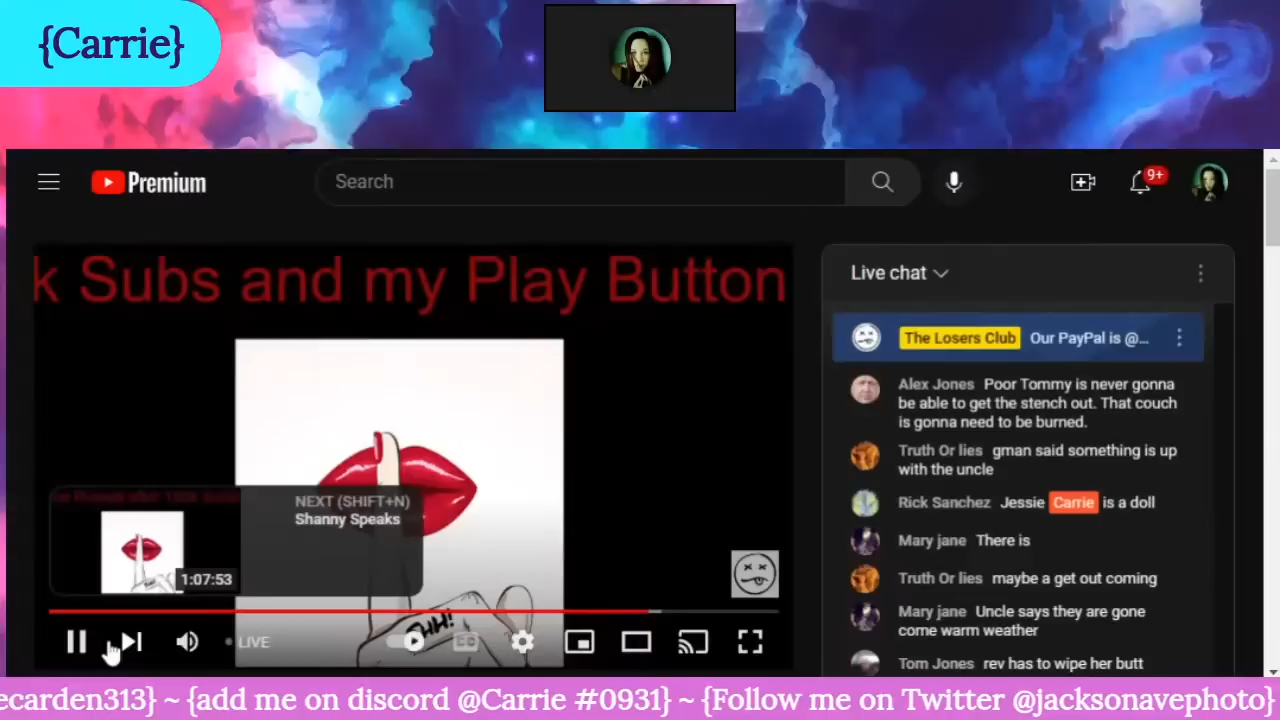 {Carrie}
Premium
Search
9+
k Subs and my Play Button
NEXT (SHIFT+N)
Shanny Speaks
1:07:53
SHH!
LIVE
Live chat
The Losers Club Our PayPal is @...
Alex Jones Poor Tommy is never gonna
be able to get the stench out. That couch
is gonna need to be burned.
Truth Or lies gman said something is up
with the uncle
Rick Sanchez Jessie Carrie is a doll
Mary jane There is
Truth Or lies maybe a get out coming
Mary jane Uncle says they are gone
come warm weather
Tom Jones rev has to wipe her butt
ecarden313} ~ {add me on discord @Carrie #0931} ~ {Follow me on Twitter @jacksonavephoto}